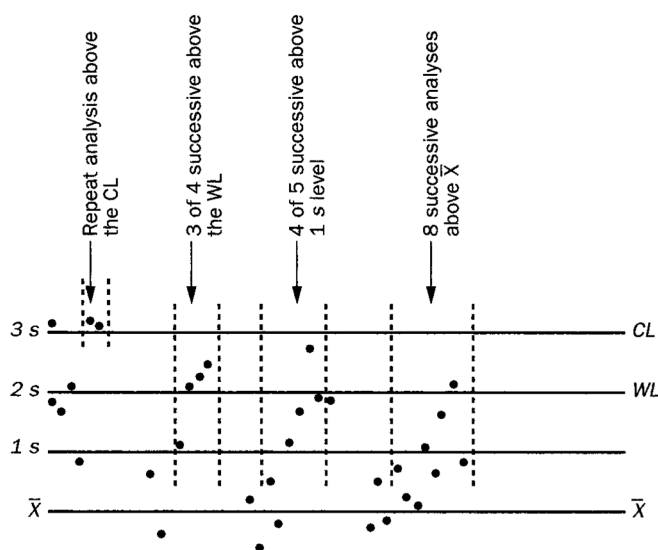 Repeat analysis above
the CL
3 of 4 successive above
the WL
4 of 5 successive above
1 s level
8 successive analyses
above X̅
3 s
CL
2 s
WL
1 s
X̅
X̅